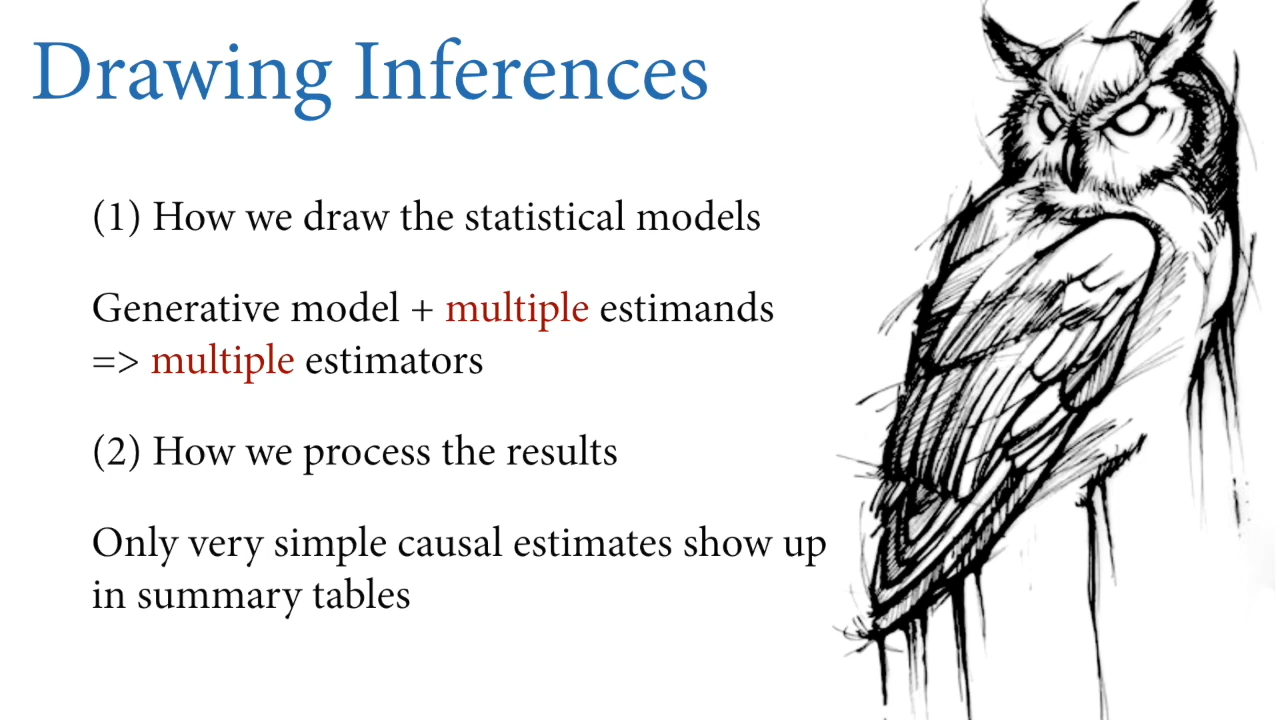 Drawing Inferences
(1) How we draw the statistical models
Generative model + multiple estimands
=> multiple estimators
(2) How we process the results
Only very simple causal estimates show up
in summary tables